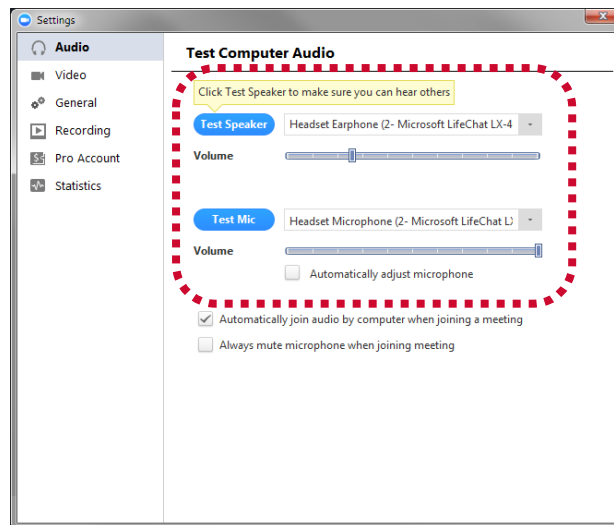 Settings
Audio
Video
General
Recording
Pro Account
Statistics
Test Computer Audio
Click Test Speaker to make sure you can hear others
Test Speaker
Headset Earphone (2- Microsoft LifeChat LX-4
Volume
Test Mic
Headset Microphone (2- Microsoft LifeChat LX
Volume
Automatically adjust microphone
Automatically join audio by computer when joining a meeting
Always mute microphone when joining meeting